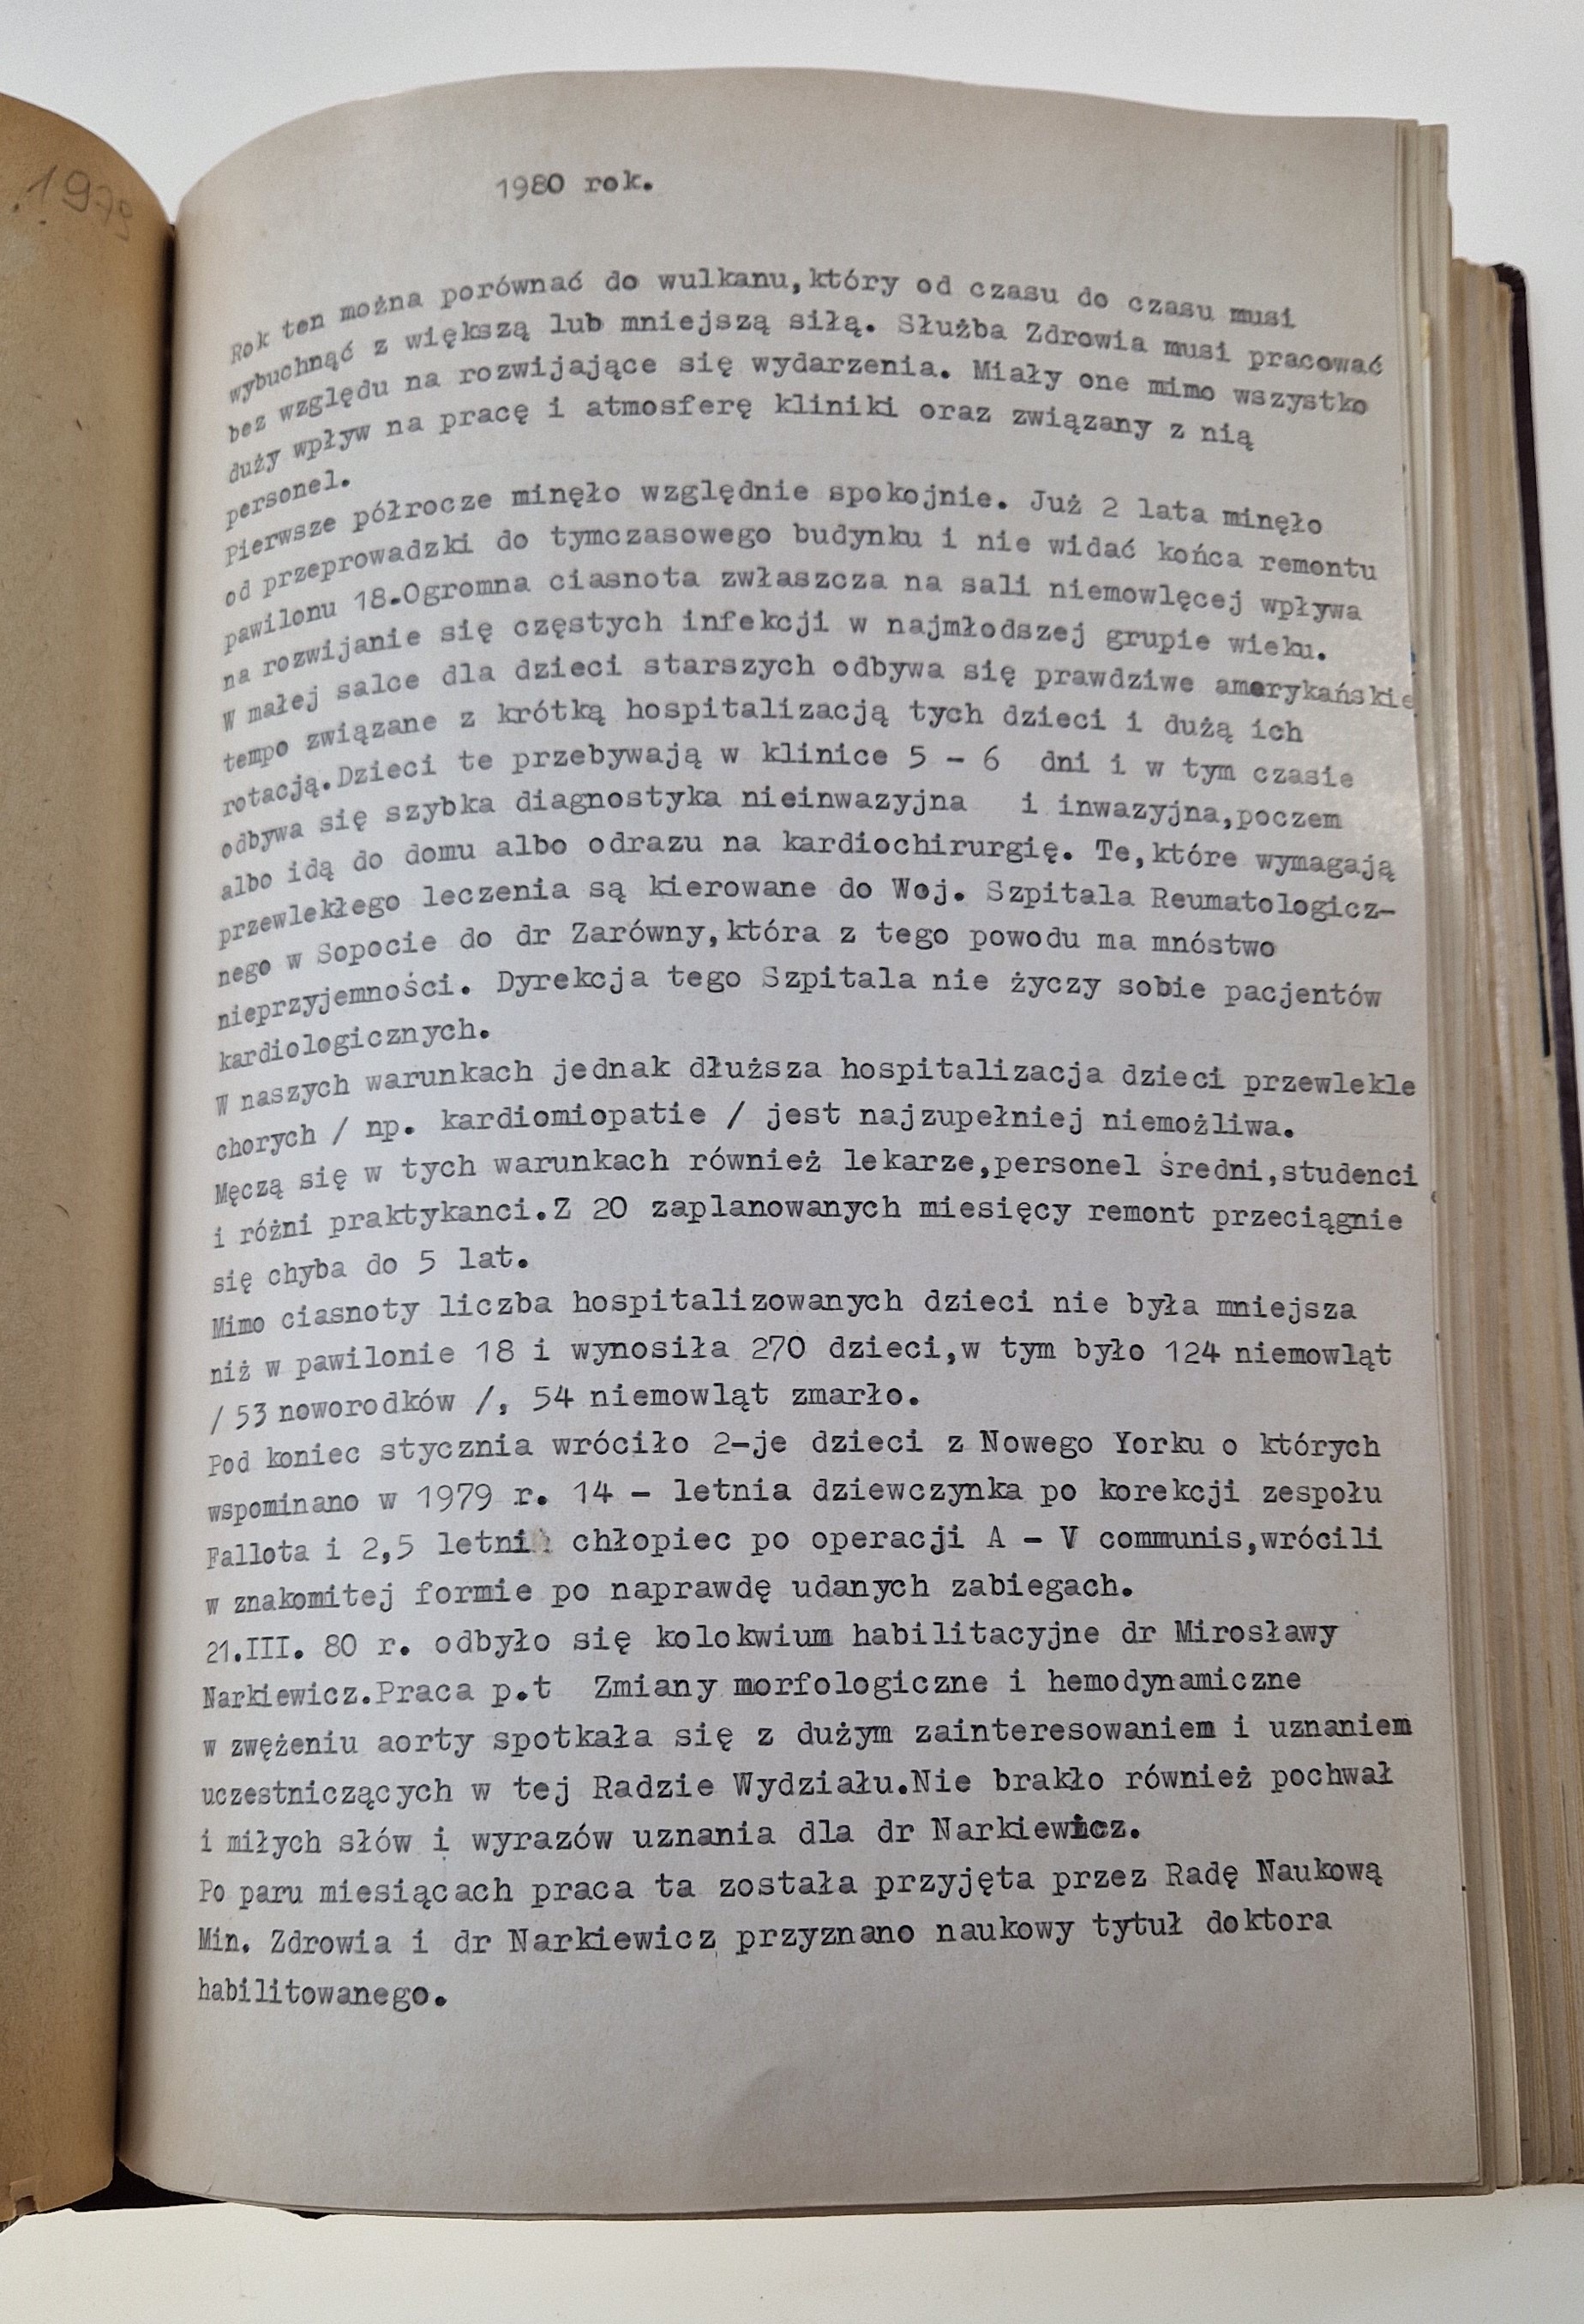 1979
1980 rok.
Rok ten można porównać do wulkanu,który od czasu do czasu musi
wybuchnąć z większą lub mniejszą siłą. Służba Zdrowia musi pracować
bez względu na rozwijające się wydarzenia. Miały one mimo wszystko
duży wpływ na pracę i atmosferę kliniki oraz związany z nią
personel.
Pierwsze półrocze minęło względnie spokojnie. Już 2 lata minęło
od przeprowadzki do tymczasowego budynku i nie widać końca remontu
pawilonu 18.Ogromna ciasnota zwłaszcza na sali niemowlęcej wpływa
na rozwijanie się częstych infekcji w najmłodszej grupie wieku.
W małej salce dla dzieci starszych odbywa się prawdziwe amerykańskie
tempo związane z krótką hospitalizacją tych dzieci i dużą ich
rotacją.Dzieci te przebywają w klinice 5 - 6 dni i w tym czasie
odbywa się szybka diagnostyka nieinwazyjna i inwazyjna,poczem
albo idą do domu albo odrazu na kardiochirurgię. Te,które wymagają
przewlekłego leczenia są kierowane do Woj. Szpitala Reumatologicz-
nego w Sopocie do dr Zarówny,która z tego powodu ma mnóstwo
nieprzyjemności. Dyrekcja tego Szpitala nie życzy sobie pacjentów
kardiologicznych.
W naszych warunkach jednak dłuższa hospitalizacja dzieci przewlekle
chorych / np. kardiomiopatie / jest najzupełniej niemożliwa.
Męczą się w tych warunkach również lekarze,personel średni,studenci
i różni praktykanci.Z 20 zaplanowanych miesięcy remont przeciągnie
się chyba do 5 lat.
Mimo ciasnoty liczba hospitalizowanych dzieci nie była mniejsza
niż w pawilonie 18 i wynosiła 270 dzieci,w tym było 124 niemowląt
/ 53 noworodków /, 54 niemowląt zmarło.
Pod koniec stycznia wróciło 2-je dzieci z Nowego Yorku o których
wspominano w 1979 r. 14 - letnia dziewczynka po korekcji zespołu
Fallota i 2,5 letni chłopiec po operacji A - V communis,wrócili
w znakomitej formie po naprawdę udanych zabiegach.
21.III. 80 r. odbyło się kolokwium habilitacyjne dr Mirosławy
Narkiewicz.Praca p.t Zmiany morfologiczne i hemodynamiczne
w zwężeniu aorty spotkała się z dużym zainteresowaniem i uznaniem
uczestniczących w tej Radzie Wydziału.Nie brakło również pochwał
i miłych słów i wyrazów uznania dla dr Narkiewicz.
Po paru miesiącach praca ta została przyjęta przez Radę Naukową
Min. Zdrowia i dr Narkiewicz przyznano naukowy tytuł doktora
habilitowanego.